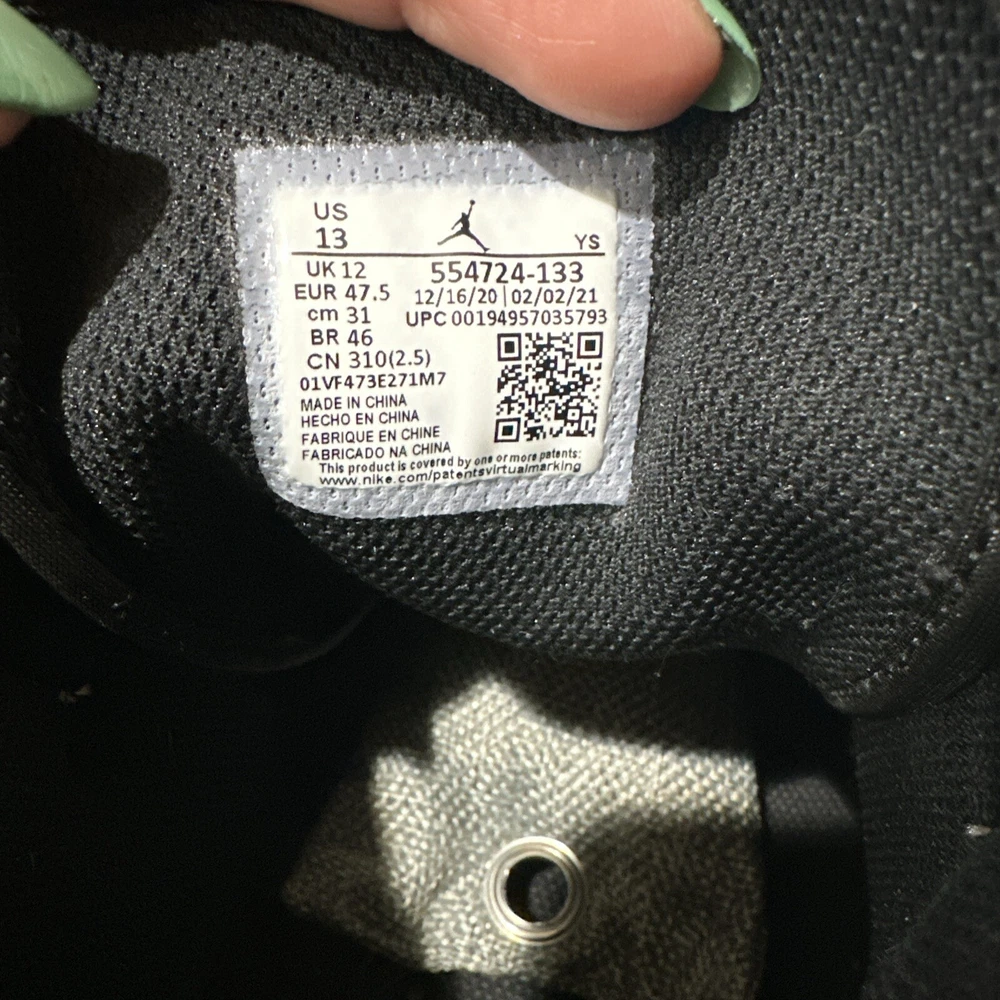 US
13
YS
UK 12
EUR 47.5
cm 31
BR 46
CN 310(2.5)
554724-133
12/16/20 | 02/02/21
UPC 00194957035793
01VF473E271M7
MADE IN CHINA
HECHO EN CHINA
FABRIQUE EN CHINE
FABRICADO NA CHINA
This product is covered by one or more patents:
www.nike.com/patentsvirtualmarking